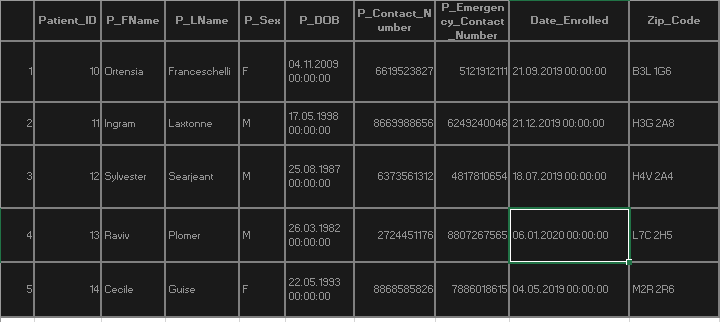 Patient_ID P_FName P_LName P_Sex P_DOB P_Contact_N
umber P_Emergen
cy_Contact
_Number Date_Enrolled Zip_Code
1 10 Ortensia Franceschelli F 04.11.2009
00:00:00 6619523827 5121912111 21.09.2019 00:00:00 B3L 1G6
2 11 Ingram Laxtonne M 17.05.1998
00:00:00 8669988656 6249240046 21.12.2019 00:00:00 H3G 2A8
3 12 Sylvester Searjeant M 25.08.1987
00:00:00 6373561312 4817810654 18.07.2019 00:00:00 H4V 2A4
4 13 Raviv Plomer M 26.03.1982
00:00:00 2724451176 8807267565 06.01.2020 00:00:00 L7C 2H5
5 14 Cecile Guise F 22.05.1993
00:00:00 8868585826 7886018615 04.05.2019 00:00:00 M2R 2R6